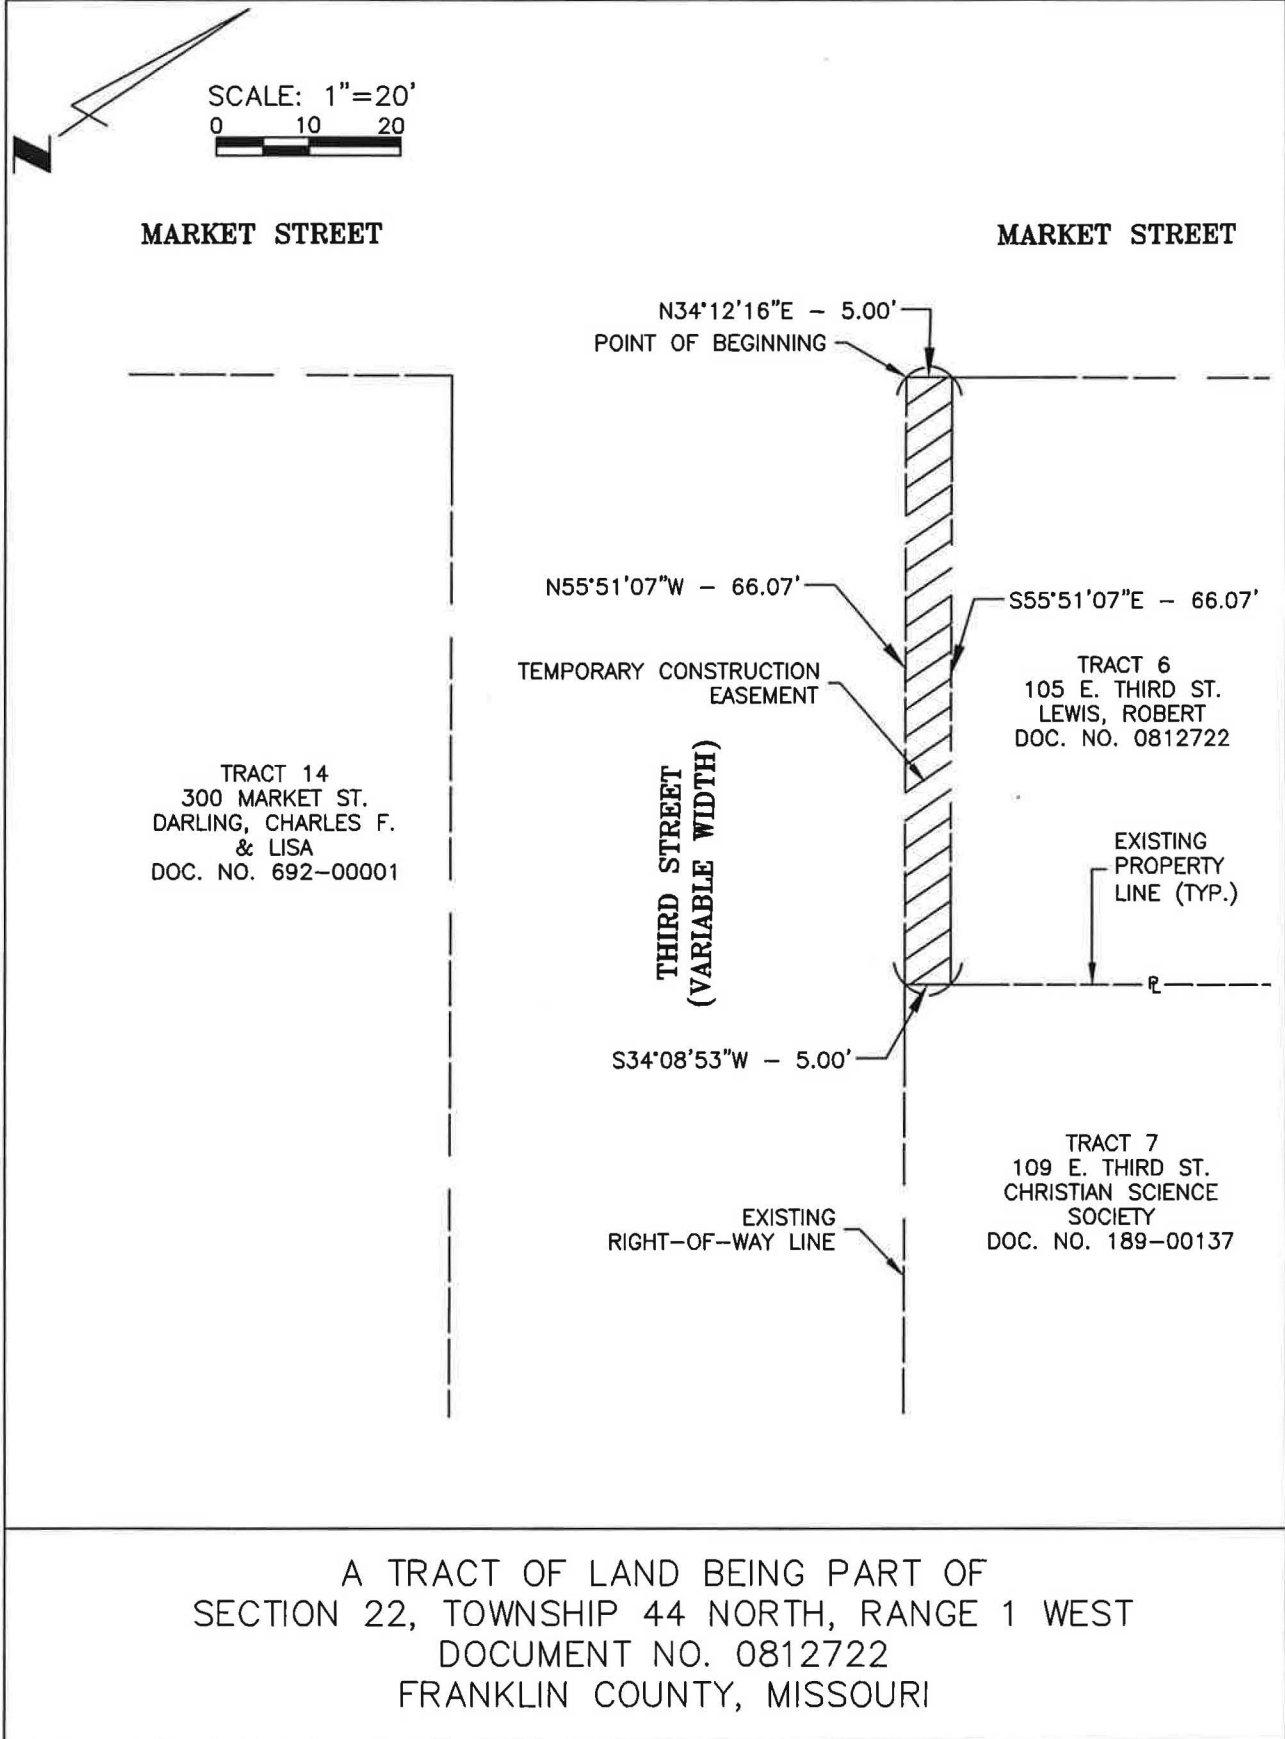 SCALE: 1"=20'
0 10 20
N
MARKET STREET
MARKET STREET
N34°12'16"E - 5.00'
POINT OF BEGINNING
N55°51'07"W - 66.07'
S55°51'07"E - 66.07'
TEMPORARY CONSTRUCTION
EASEMENT
TRACT 6
105 E. THIRD ST.
LEWIS, ROBERT
DOC. NO. 0812722
TRACT 14
300 MARKET ST.
DARLING, CHARLES F.
& LISA
DOC. NO. 692-00001
THIRD STREET
(VARIABLE WIDTH)
EXISTING
PROPERTY
LINE (TYP.)
PL
S34°08'53"W - 5.00'
TRACT 7
109 E. THIRD ST.
CHRISTIAN SCIENCE
SOCIETY
DOC. NO. 189-00137
EXISTING
RIGHT-OF-WAY LINE
A TRACT OF LAND BEING PART OF
SECTION 22, TOWNSHIP 44 NORTH, RANGE 1 WEST
DOCUMENT NO. 0812722
FRANKLIN COUNTY, MISSOURI